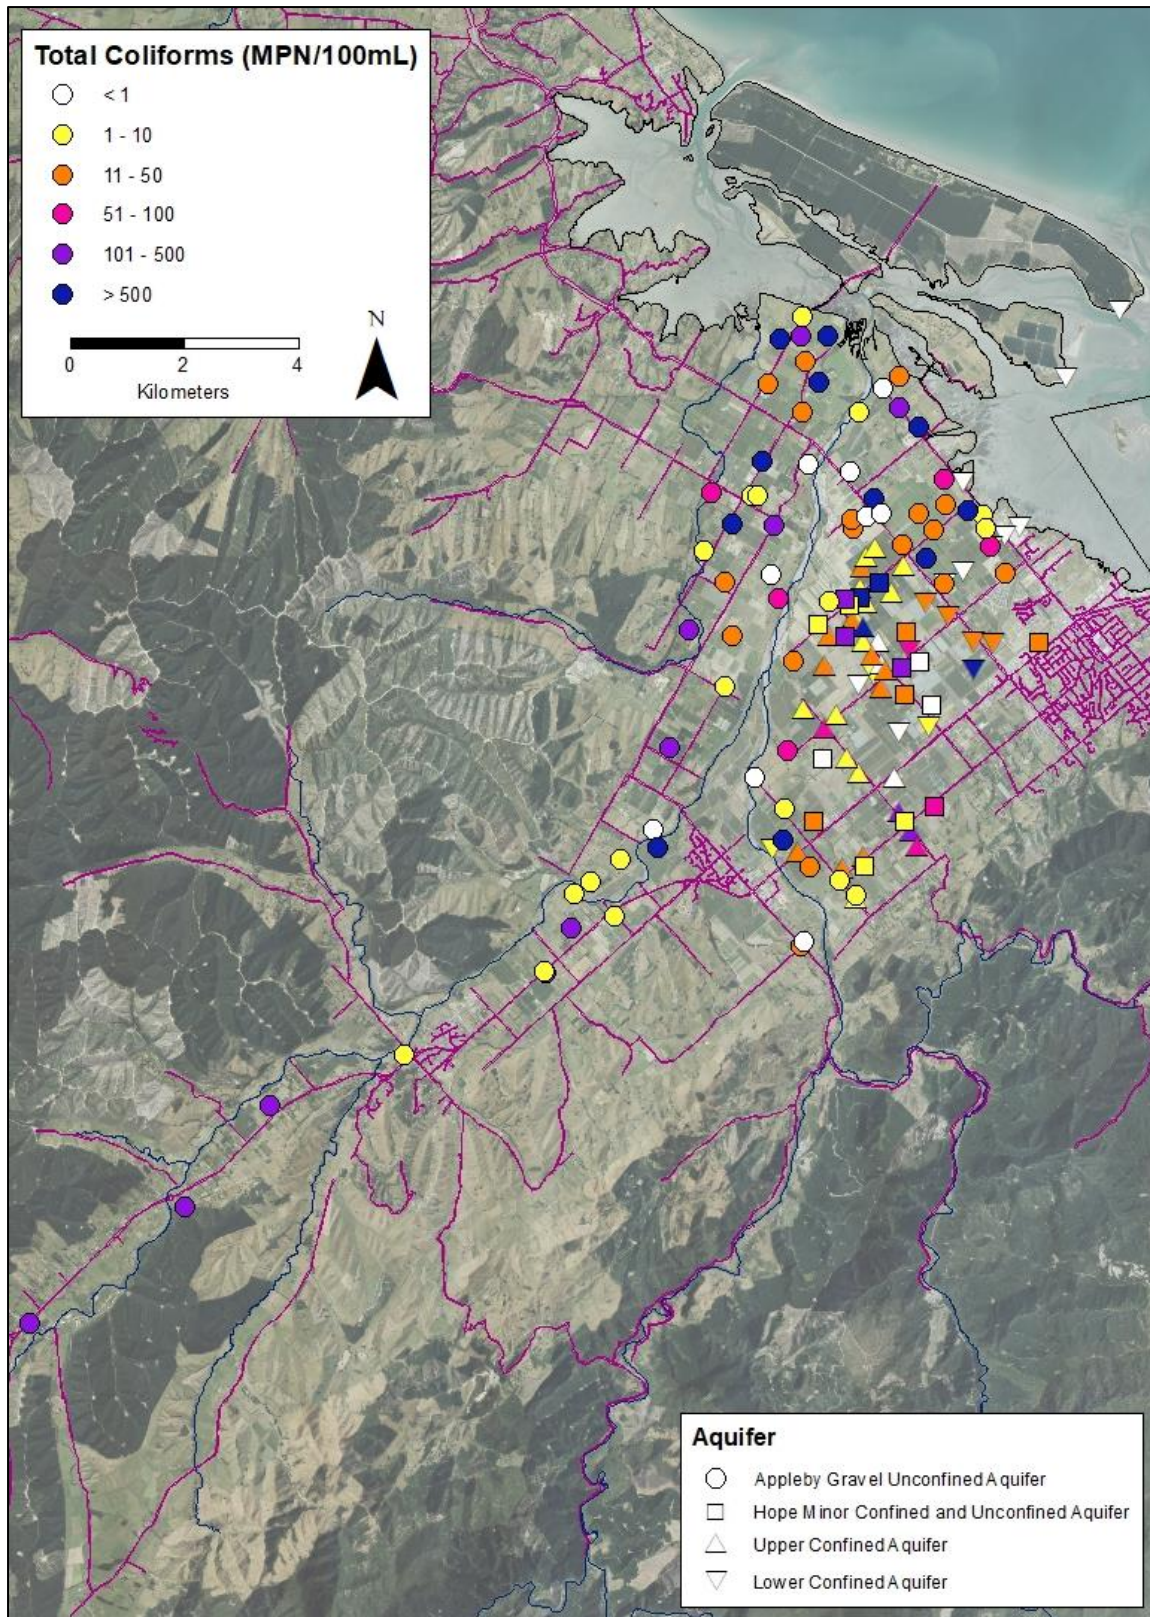 Total Coliforms (MPN/100mL)
< 1
1 - 10
11 - 50
51 - 100
101 - 500
> 500
N
0 2 4
Kilometers
Aquifer
Appleby Gravel Unconfined Aquifer
Hope Minor Confined and Unconfined Aquifer
Upper Confined Aquifer
Lower Confined Aquifer